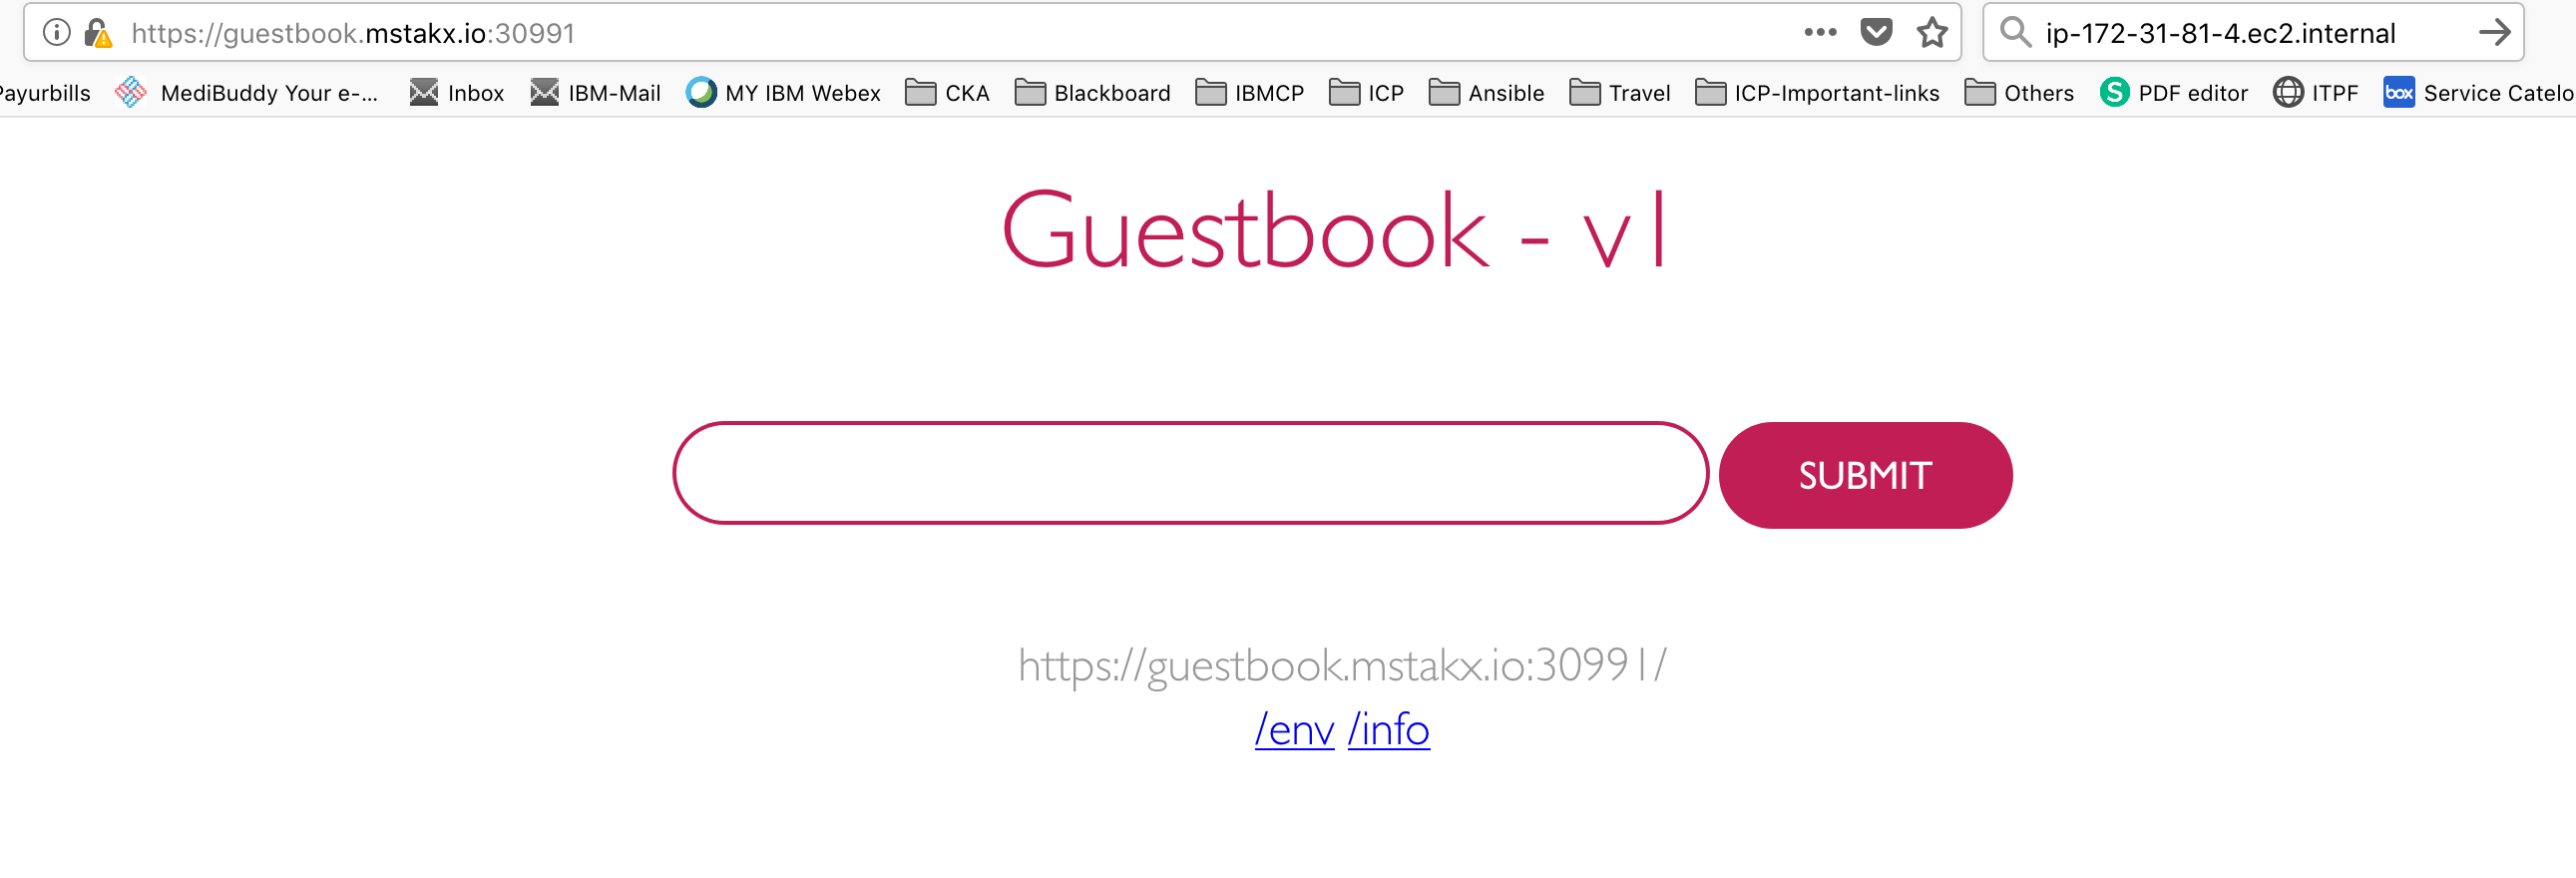 https://guestbook.mstakx.io:30991 ip-172-31-81-4.ec2.internal
Payurbills MediBuddy Your e-... Inbox IBM-Mail MY IBM Webex CKA Blackboard IBMCP ICP Ansible Travel ICP-Important-links Others S PDF editor ITPF box Service Catelo
Guestbook - v1
SUBMIT
https://guestbook.mstakx.io:30991/
/env /info